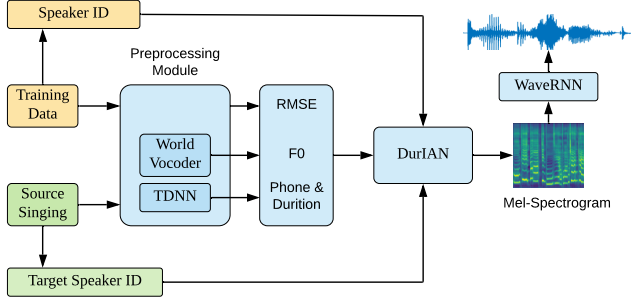 Speaker ID
Preprocessing
Module
Training
Data
World
Vocoder
TDNN
RMSE
F0
Phone &
Durition
Source
Singing
Target Speaker ID
DurIAN
WaveRNN
Mel-Spectrogram